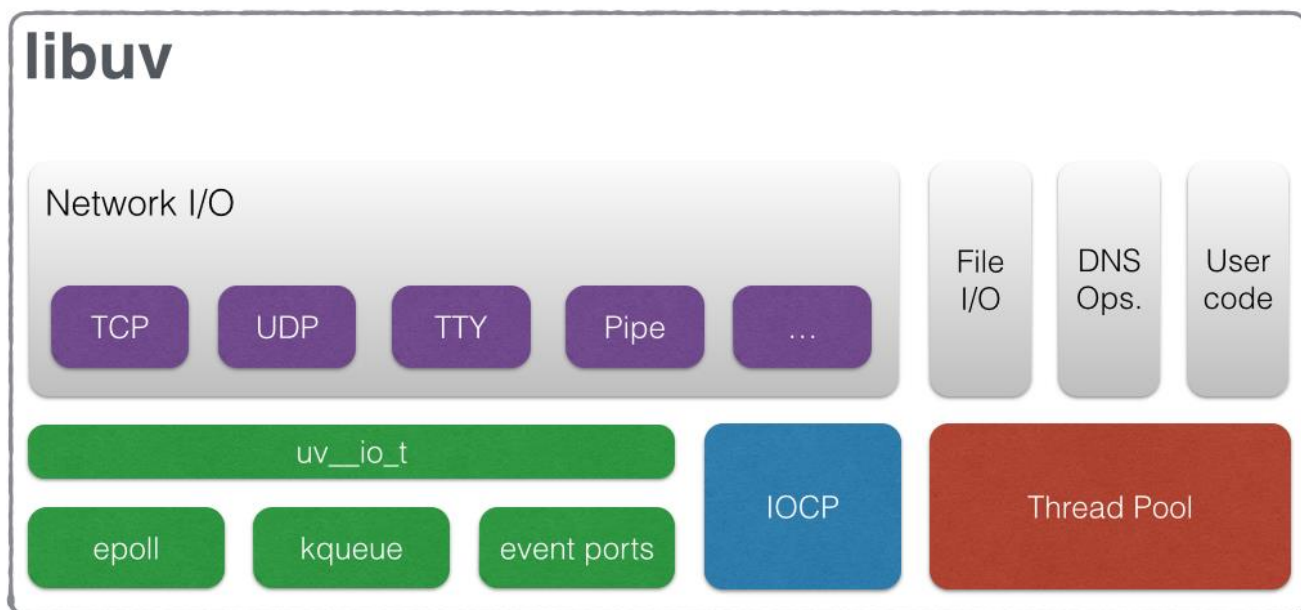 libuv
Network I/O
TCP
UDP
TTY
Pipe
...
File
I/O
DNS
Ops.
User
code
uv__io_t
epoll
kqueue
event ports
IOCP
Thread Pool